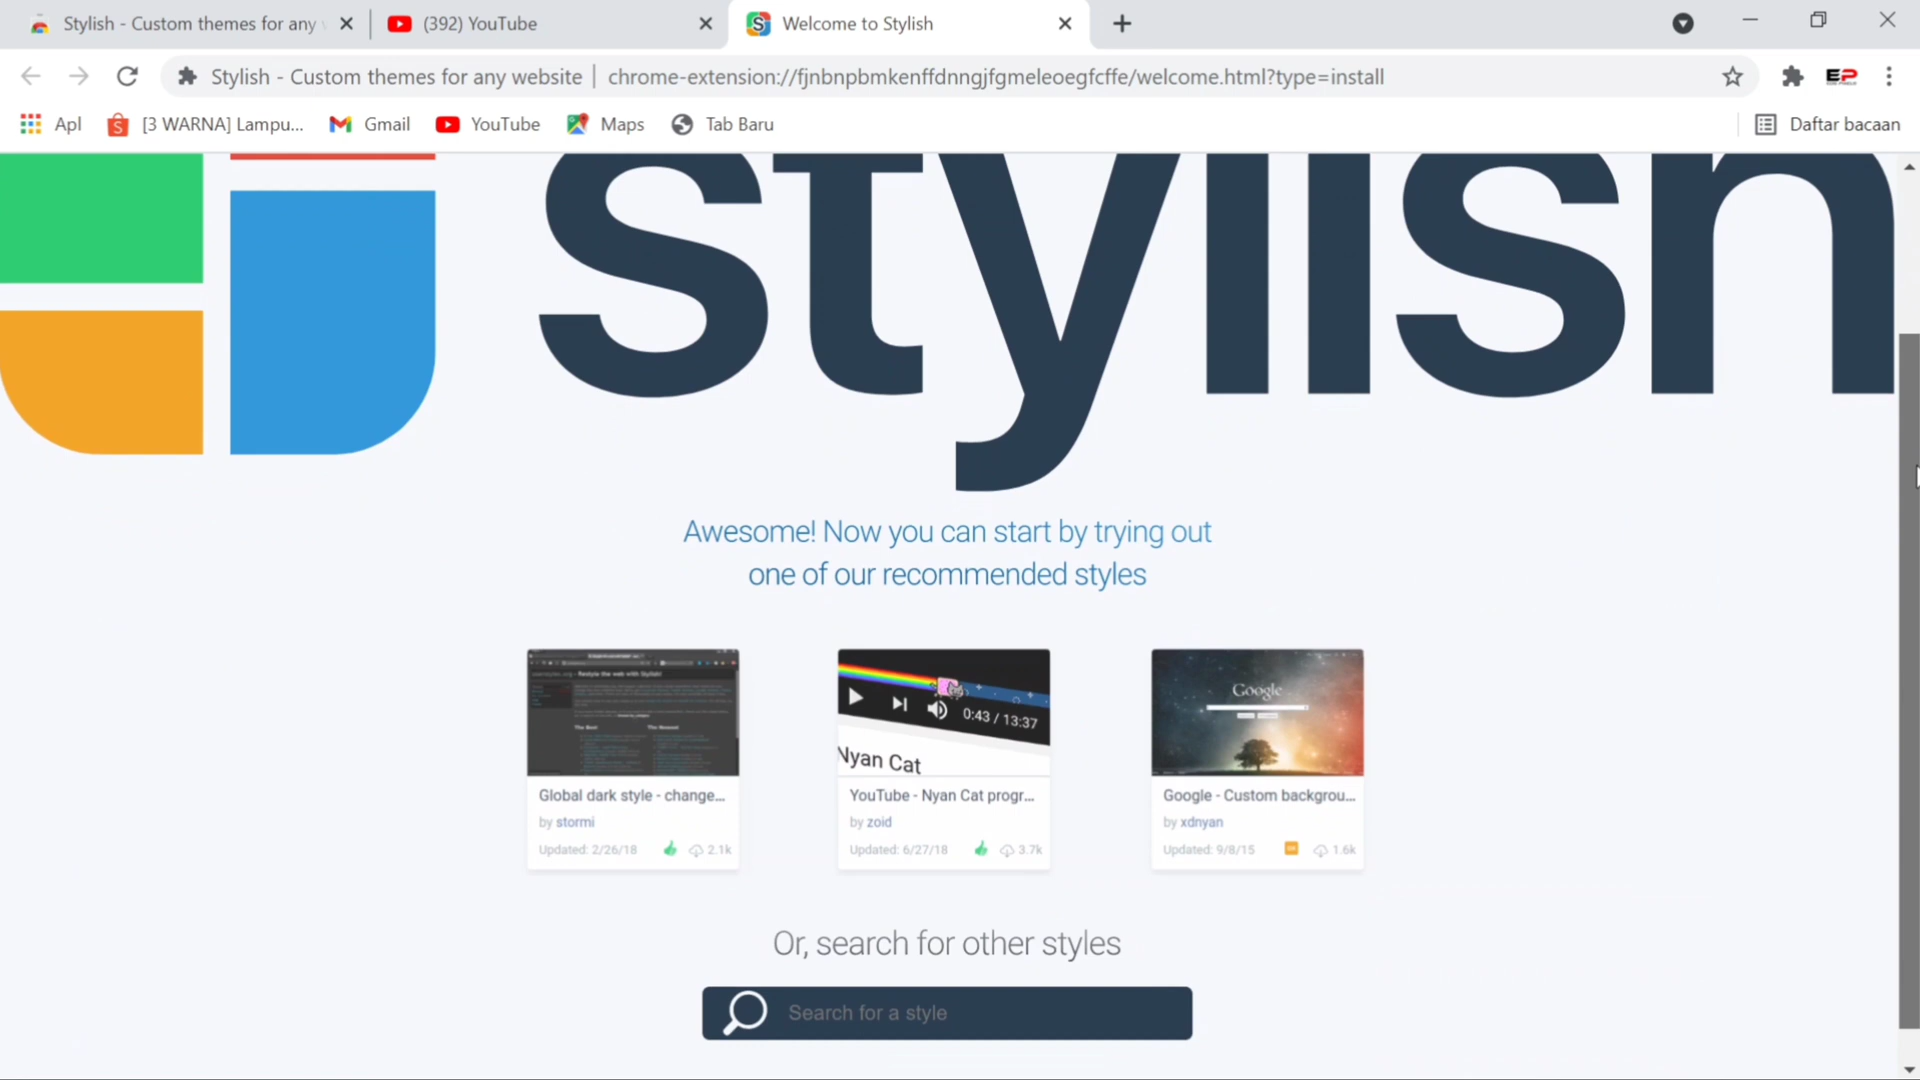 Stylish - Custom themes for any
(392) YouTube
Welcome to Stylish
Stylish - Custom themes for any website | chrome-extension://fjnbnpbmkenffdnngjfgmeleoegfcffe/welcome.html?type=install
EP
Apl
[3 WARNA] Lampu...
Gmail
YouTube
Maps
Tab Baru
Daftar bacaan
stylish
Awesome! Now you can start by trying out
one of our recommended styles
Global dark style - change...
by stormi
Updated: 2/26/18
2.1k
0:43 / 13:37
Nyan Cat
YouTube - Nyan Cat progr...
by zoid
Updated: 6/27/18
3.7k
Google
Google - Custom backgrou...
by xdnyan
Updated: 9/8/15
1.6k
Or, search for other styles
Search for a style